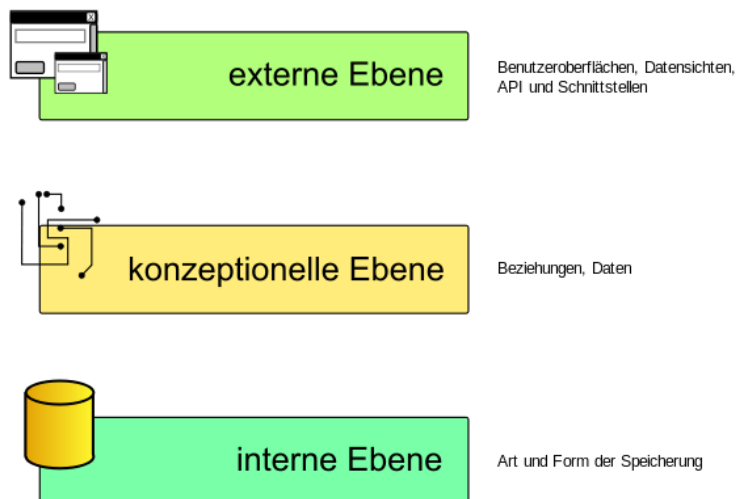 externe Ebene
Benutzeroberflächen, Datensichten,
API und Schnittstellen
konzeptionelle Ebene
Beziehungen, Daten
interne Ebene
Art und Form der Speicherung